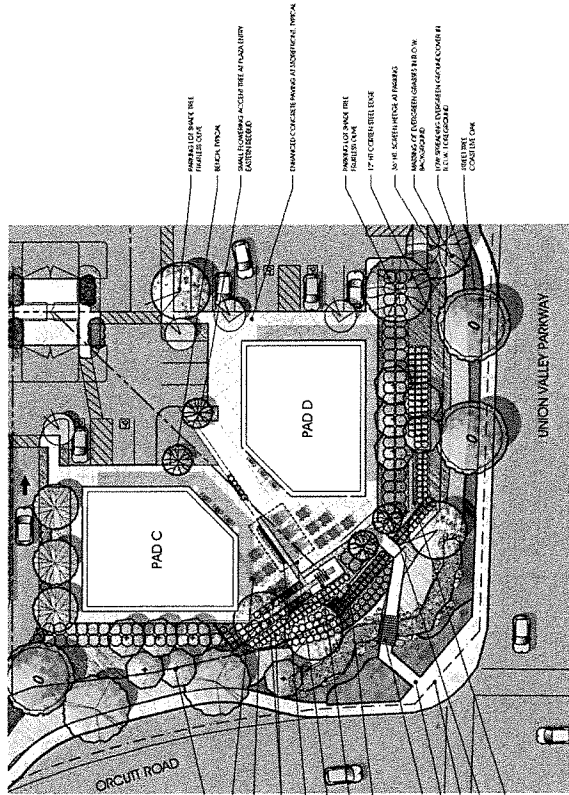 PARKING LOT SHADE TREE
FRUITLESS OLIVE
BENCH, TYPICAL
SMALL FLOWERING ACCENT TREE AT PLAZA ENTRY
EASTERN REDBUD
ENHANCED CONCRETE PAVING AT STOREFRONT, TYPICAL
PARKING LOT SHADE TREE
FRUITLESS OLIVE
12" HT. CORTEN STEEL EDGE
36" HT. SCREEN HEDGE AT PARKING
MASSING OF EVERGREEN GRASSES IN R.O.W.
BACKGROUND
LOW SPREADING EVERGREEN GROUNDCOVER IN
R.O.W. FOREGROUND
STREET TREE
COAST LIVE OAK
PAD C
PAD D
ORCUTT ROAD
UNION VALLEY PARKWAY